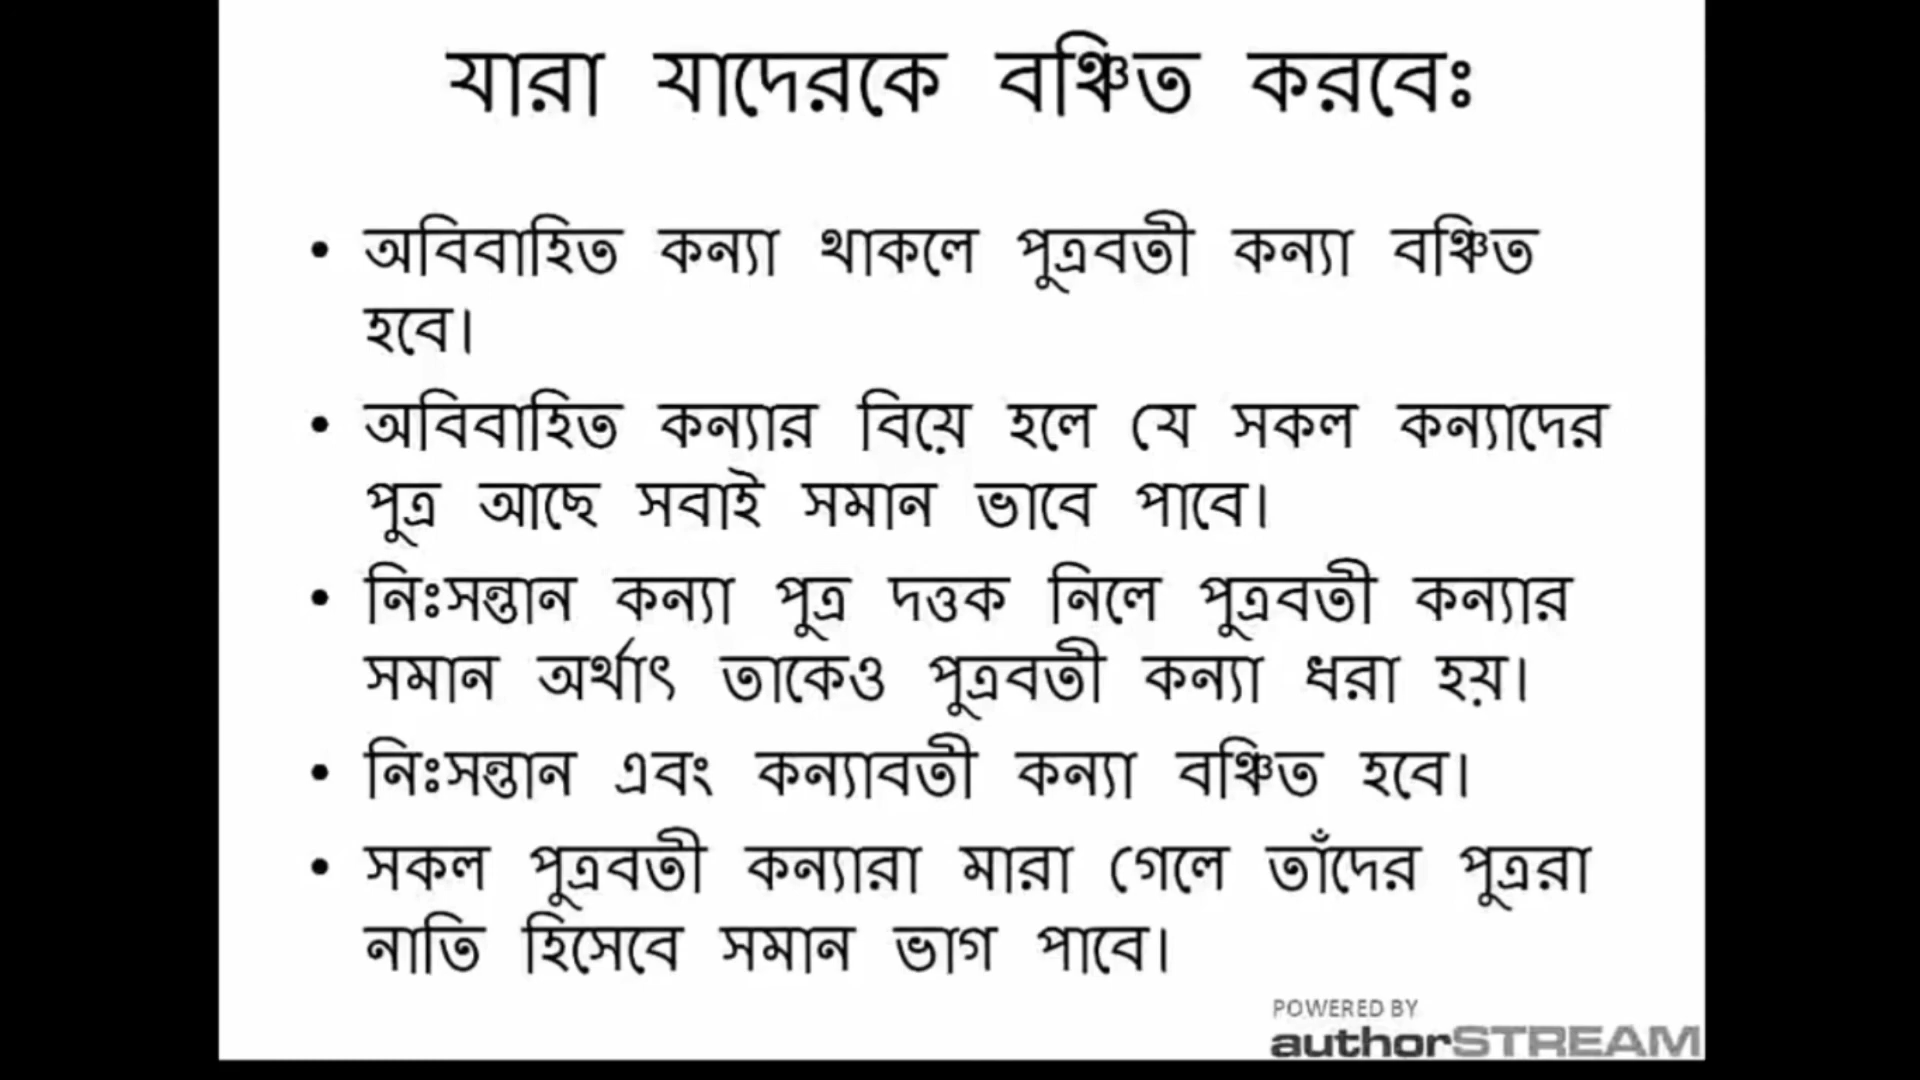 যারা যাদেরকে বঞ্চিত করবেঃ
• অবিবাহিত কন্যা থাকলে পুত্রবতী কন্যা বঞ্চিত
হবে।
• অবিবাহিত কন্যার বিয়ে হলে যে সকল কন্যাদের
পুত্র আছে সবাই সমান ভাবে পাবে।
• নিঃসন্তান কন্যা পুত্র দত্তক নিলে পুত্রবতী কন্যার
সমান অর্থাৎ তাকেও পুত্রবতী কন্যা ধরা হয়।
• নিঃসন্তান এবং কন্যাবতী কন্যা বঞ্চিত হবে।
• সকল পুত্রবতী কন্যারা মারা গেলে তাঁদের পুত্ররা
নাতি হিসেবে সমান ভাগ পাবে।
POWERED BY
authorSTREAM